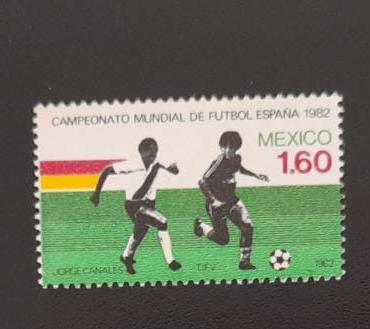 CAMPEONATO MUNDIAL DE FUTBOL ESPAÑA 1982
MEXICO
1.60
JORGE CANALES T.I.E.V. 1982